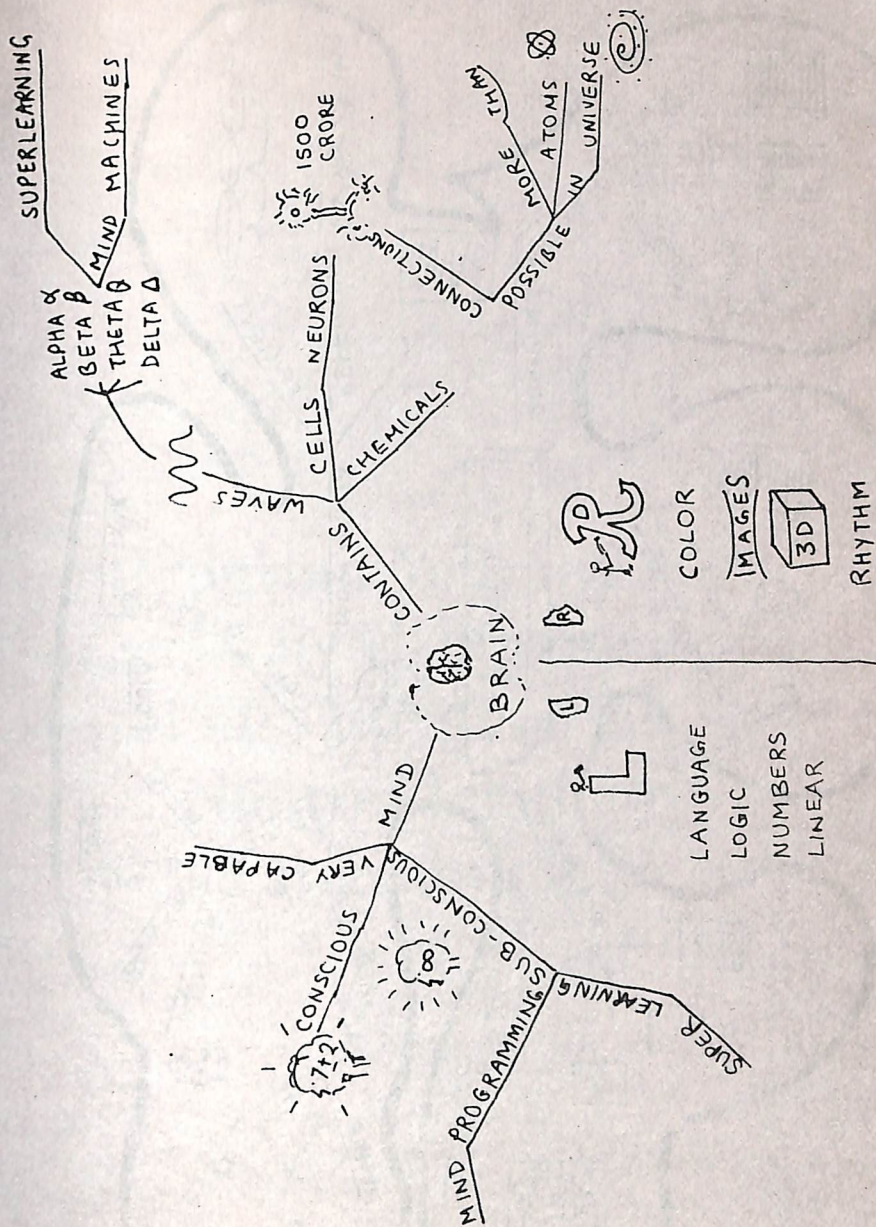 BRAIN
MIND
CONSCIOUS
7±2
VERY CAPABLE
SUB-CONSCIOUS
∞
MIND PROGRAMMING
SUPER LEARNING
CONTAINS
WAVES
ALPHA α
BETA β
THETA θ
DELTA Δ
SUPERLEARNING
MIND MACHINES
CELLS NEURONS
1500
CRORE
CHEMICALS
CONNECTIONS
POSSIBLE
MORE THAN
ATOMS
IN UNIVERSE
L
L
LANGUAGE
LOGIC
NUMBERS
LINEAR
R
R
COLOR
IMAGES
3D
RHYTHM